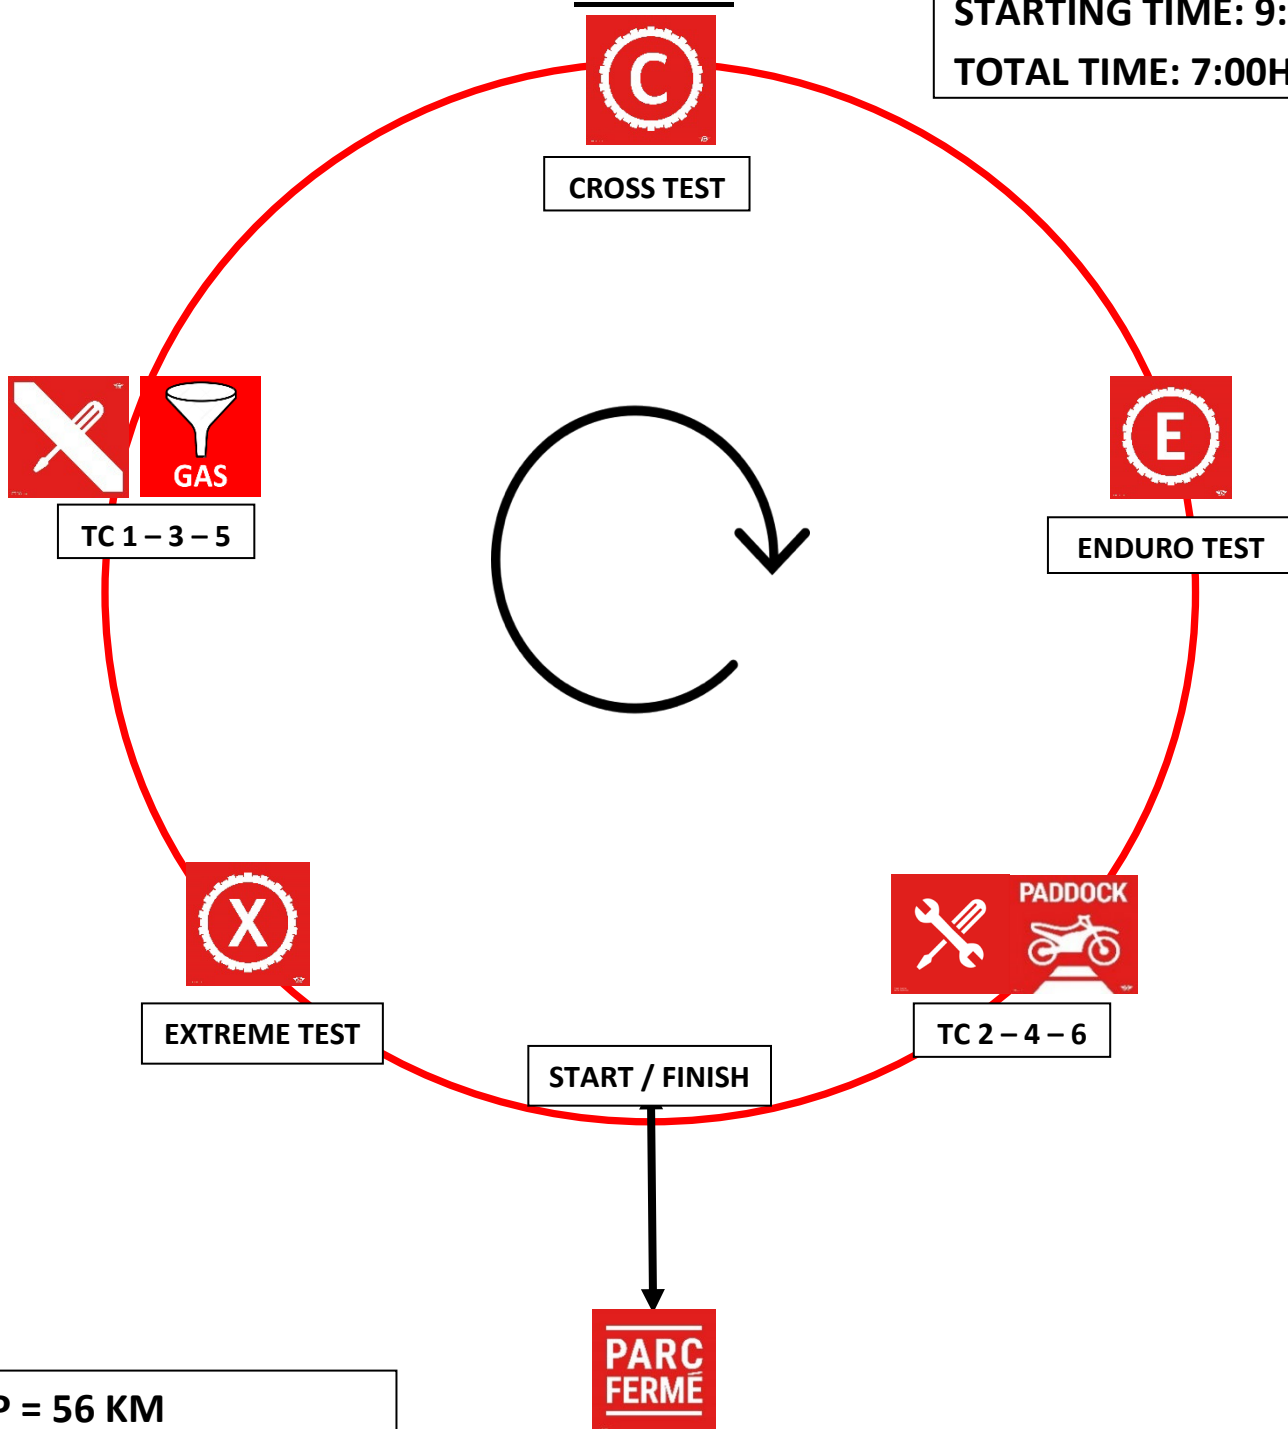 STARTING TIME: 9:
TOTAL TIME: 7:00H
C
CROSS TEST
E
ENDURO TEST
GAS
TC 1 – 3 – 5
X
EXTREME TEST
PADDOCK
TC 2 – 4 – 6
START / FINISH
PARC
FERMÉ
P = 56 KM